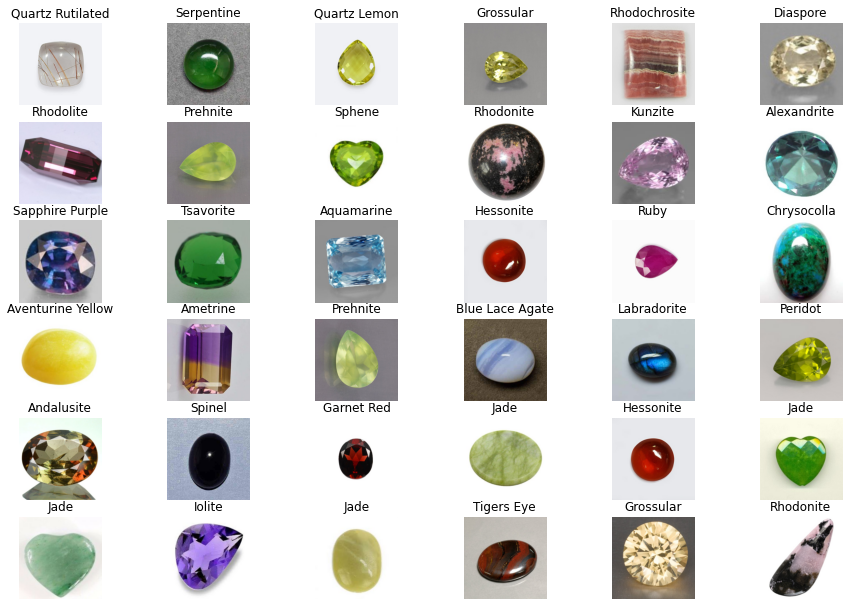 Quartz Rutilated Serpentine Quartz Lemon Grossular Rhodochrosite Diaspore
Rhodolite Prehnite Sphene Rhodonite Kunzite Alexandrite
Sapphire Purple Tsavorite Aquamarine Hessonite Ruby Chrysocolla
Aventurine Yellow Ametrine Prehnite Blue Lace Agate Labradorite Peridot
Andalusite Spinel Garnet Red Jade Hessonite Jade
Jade Iolite Jade Tigers Eye Grossular Rhodonite